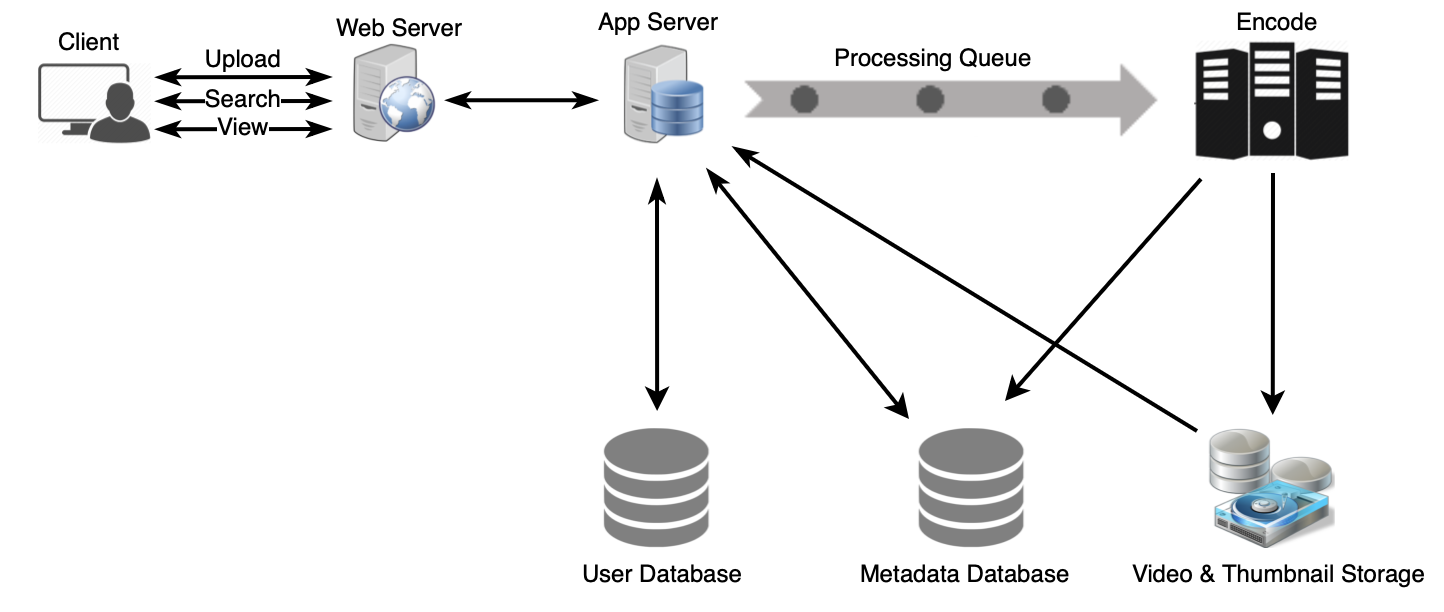 Client
Upload
Search
View
Web Server
App Server
Processing Queue
Encode
User Database
Metadata Database
Video & Thumbnail Storage